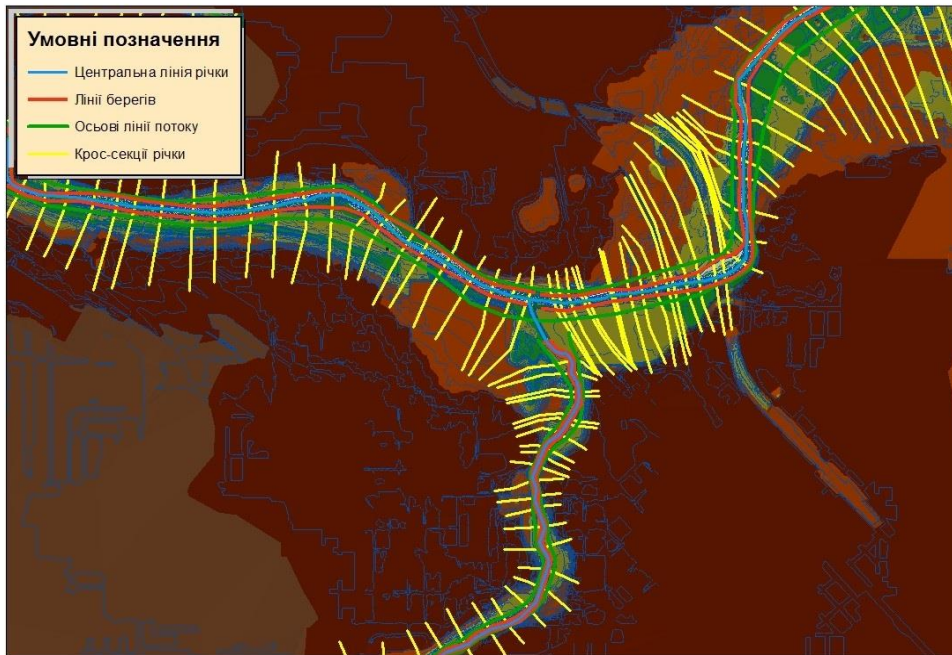 Умовні позначення
Центральна лінія річки
Лінії берегів
Осьові лінії потоку
Крос-секції річки